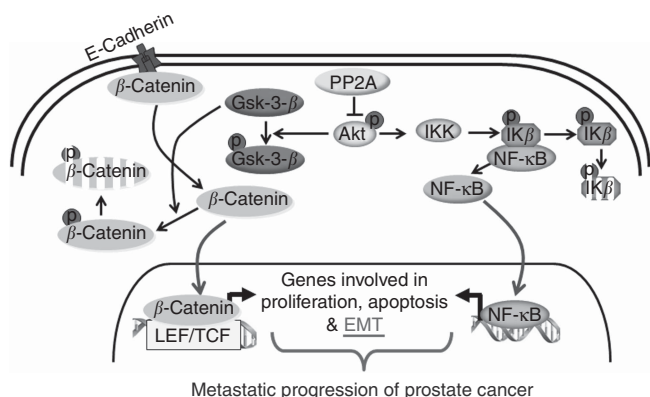 E-Cadherin
β-Catenin
Gsk-3-β
PP2A
p
Akt
IKK
p
IKβ
NF-κB
p
IKβ
p
IKβ
p
Gsk-3-β
p
β-Catenin
p
β-Catenin
β-Catenin
NF-κB
Genes involved in
proliferation, apoptosis
& EMT
β-Catenin
LEF/TCF
NF-κB
Metastatic progression of prostate cancer